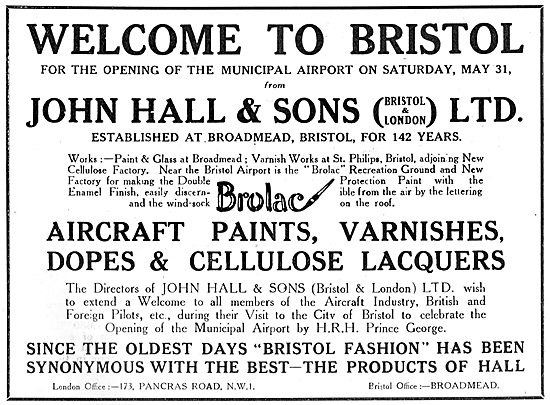 WELCOME TO BRISTOL
FOR THE OPENING OF THE MUNICIPAL AIRPORT ON SATURDAY, MAY 31,
from
JOHN HALL & SONS (BRISTOL & LONDON) LTD.
ESTABLISHED AT BROADMEAD, BRISTOL, FOR 142 YEARS.
Works :—Paint & Glass at Broadmead ; Varnish Works at St. Philips, Bristol, adjoining New
Cellulose Factory. Near the Bristol Airport is the "Brolac" Recreation Ground and New
Factory for making the Double Protection Paint with the
Enamel Finish, easily discern- ible from the air by the lettering
and the wind-sock Brolac on the roof.
AIRCRAFT PAINTS, VARNISHES,
DOPES & CELLULOSE LACQUERS
The Directors of JOHN HALL & SONS (Bristol & London) LTD. wish
to extend a Welcome to all members of the Aircraft Industry, British and
Foreign Pilots, etc., during their Visit to the City of Bristol to celebrate the
Opening of the Municipal Airport by H.R.H. Prince George.
SINCE THE OLDEST DAYS "BRISTOL FASHION" HAS BEEN
SYNONYMOUS WITH THE BEST—THE PRODUCTS OF HALL
London Office :—173, PANCRAS ROAD, N.W.1. Bristol Office :—BROADMEAD.